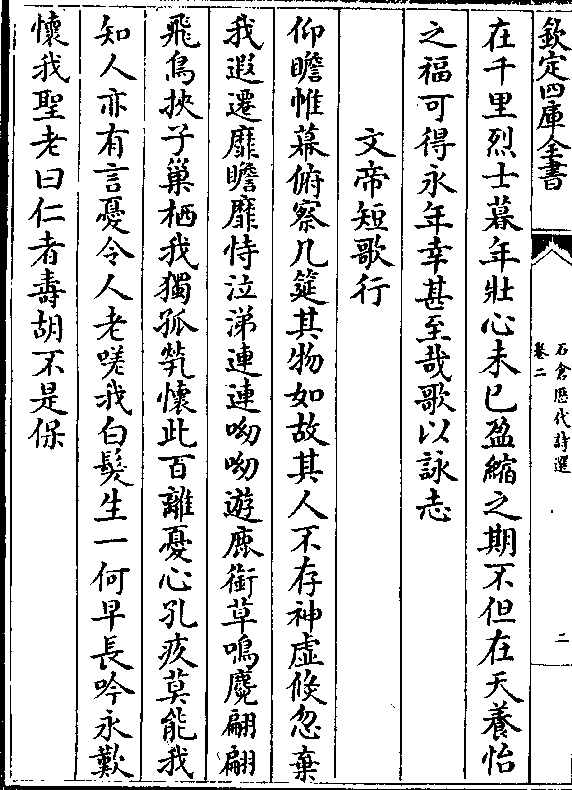 欽定四庫全書
石倉歷代詩選
卷二
二
在千里烈士暮年壯心未已盈縮之期不但在天養怡
之福可得永年幸甚至哉歌以詠志
文帝短歌行
仰瞻帷幕俯察几筵其物如故其人不存神虛倐忽棄
我遐遷靡瞻靡恃泣涕連連呦呦遊鹿銜草鳴麑翩翩
飛鳥挾子巢栖我獨孤煢懷此百離憂心孔疚莫能我
知人亦有言憂令人老嗟我白髮生一何早長吟永歎
懷我聖老曰仁者壽胡不是保